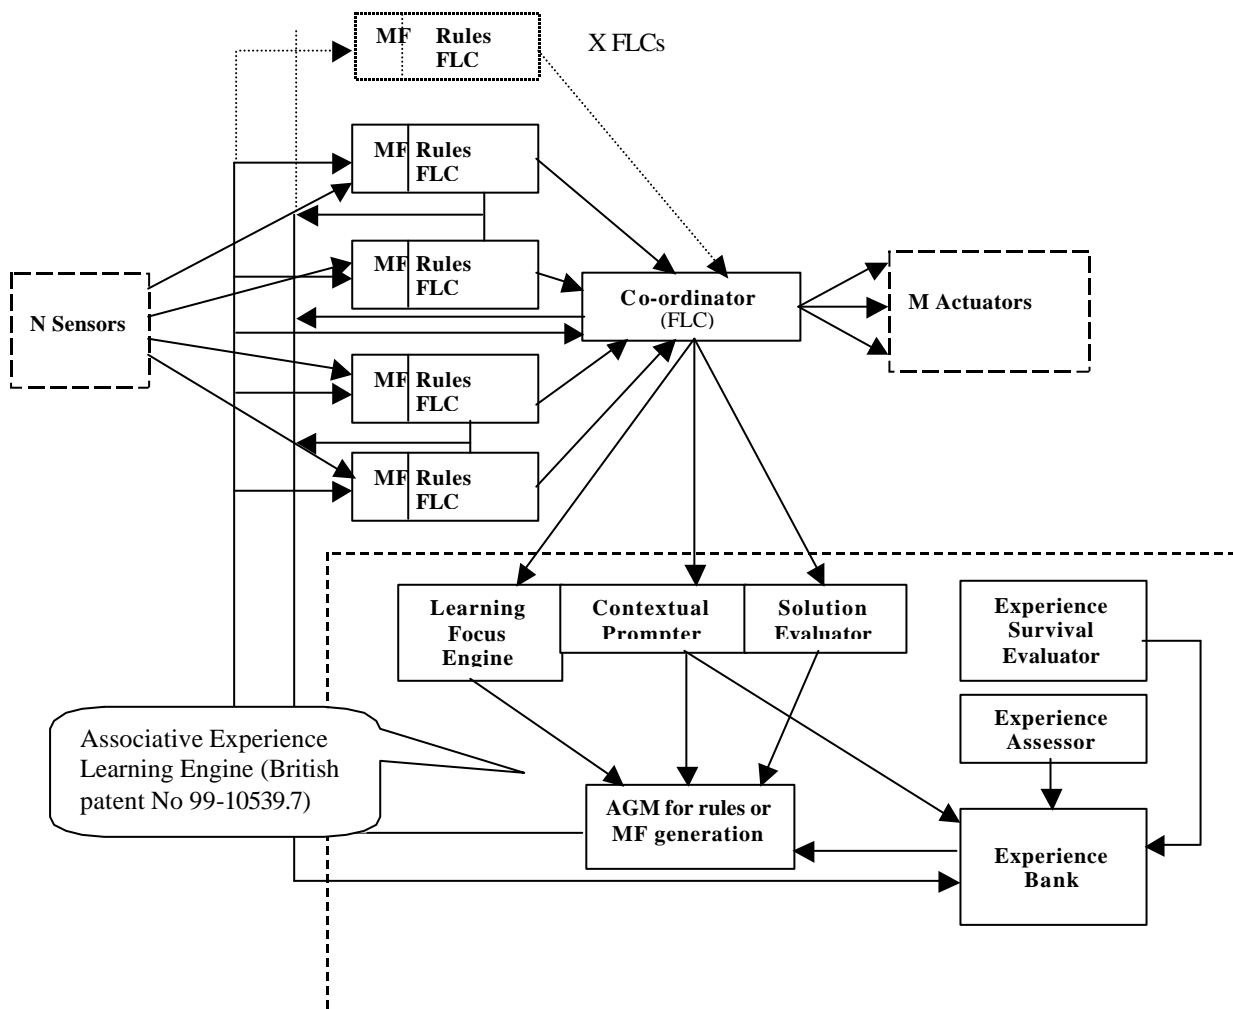 MF Rules
FLC
X FLCs
MF Rules
FLC
MF Rules
FLC
N Sensors
Co-ordinator
(FLC)
M Actuators
MF Rules
FLC
MF Rules
FLC
Learning
Focus
Engine
Contextual
Prompter
Solution
Evaluator
Experience
Survival
Evaluator
Experience
Assessor
Associative Experience
Learning Engine (British
patent No 99-10539.7)
AGM for rules or
MF generation
Experience
Bank